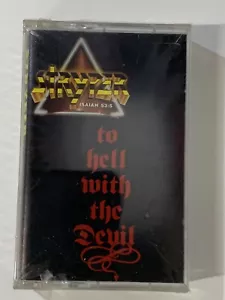 STRYPER
ISAIAH 53:5
to
hell
with
the
Devil